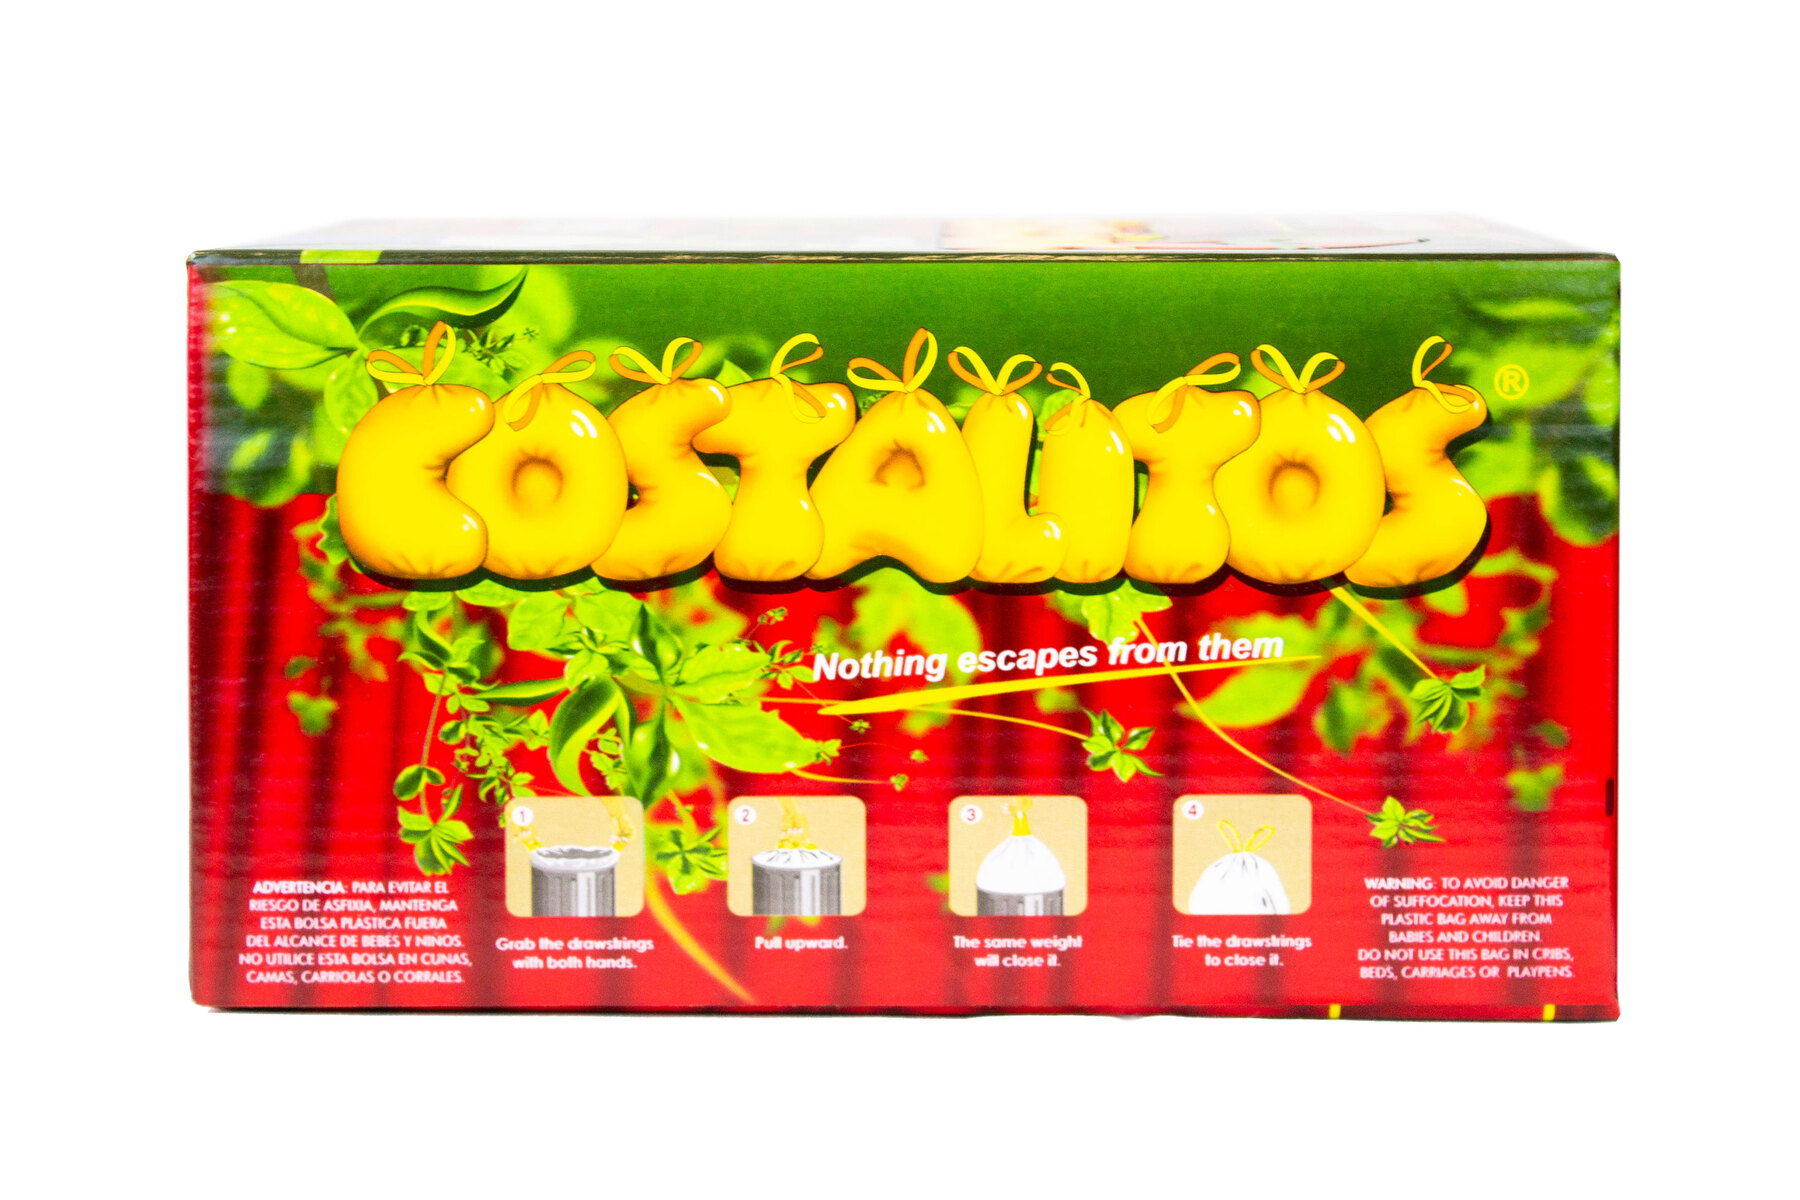 COSTALITOS®
Nothing escapes from them
1
2
3
4
Grab the drawstrings
with both hands.
Pull upward.
The same weight
will close it.
Tie the drawstrings
to close it.
ADVERTENCIA: PARA EVITAR EL
RIESGO DE ASFIXIA, MANTENGA
ESTA BOLSA PLÁSTICA FUERA
DEL ALCANCE DE BEBÉS Y NIÑOS.
NO UTILICE ESTA BOLSA EN CUNAS,
CAMAS, CARRIOLAS O CORRALES.
WARNING: TO AVOID DANGER
OF SUFFOCATION, KEEP THIS
PLASTIC BAG AWAY FROM
BABIES AND CHILDREN.
DO NOT USE THIS BAG IN CRIBS,
BEDS, CARRIAGES OR PLAYPENS.